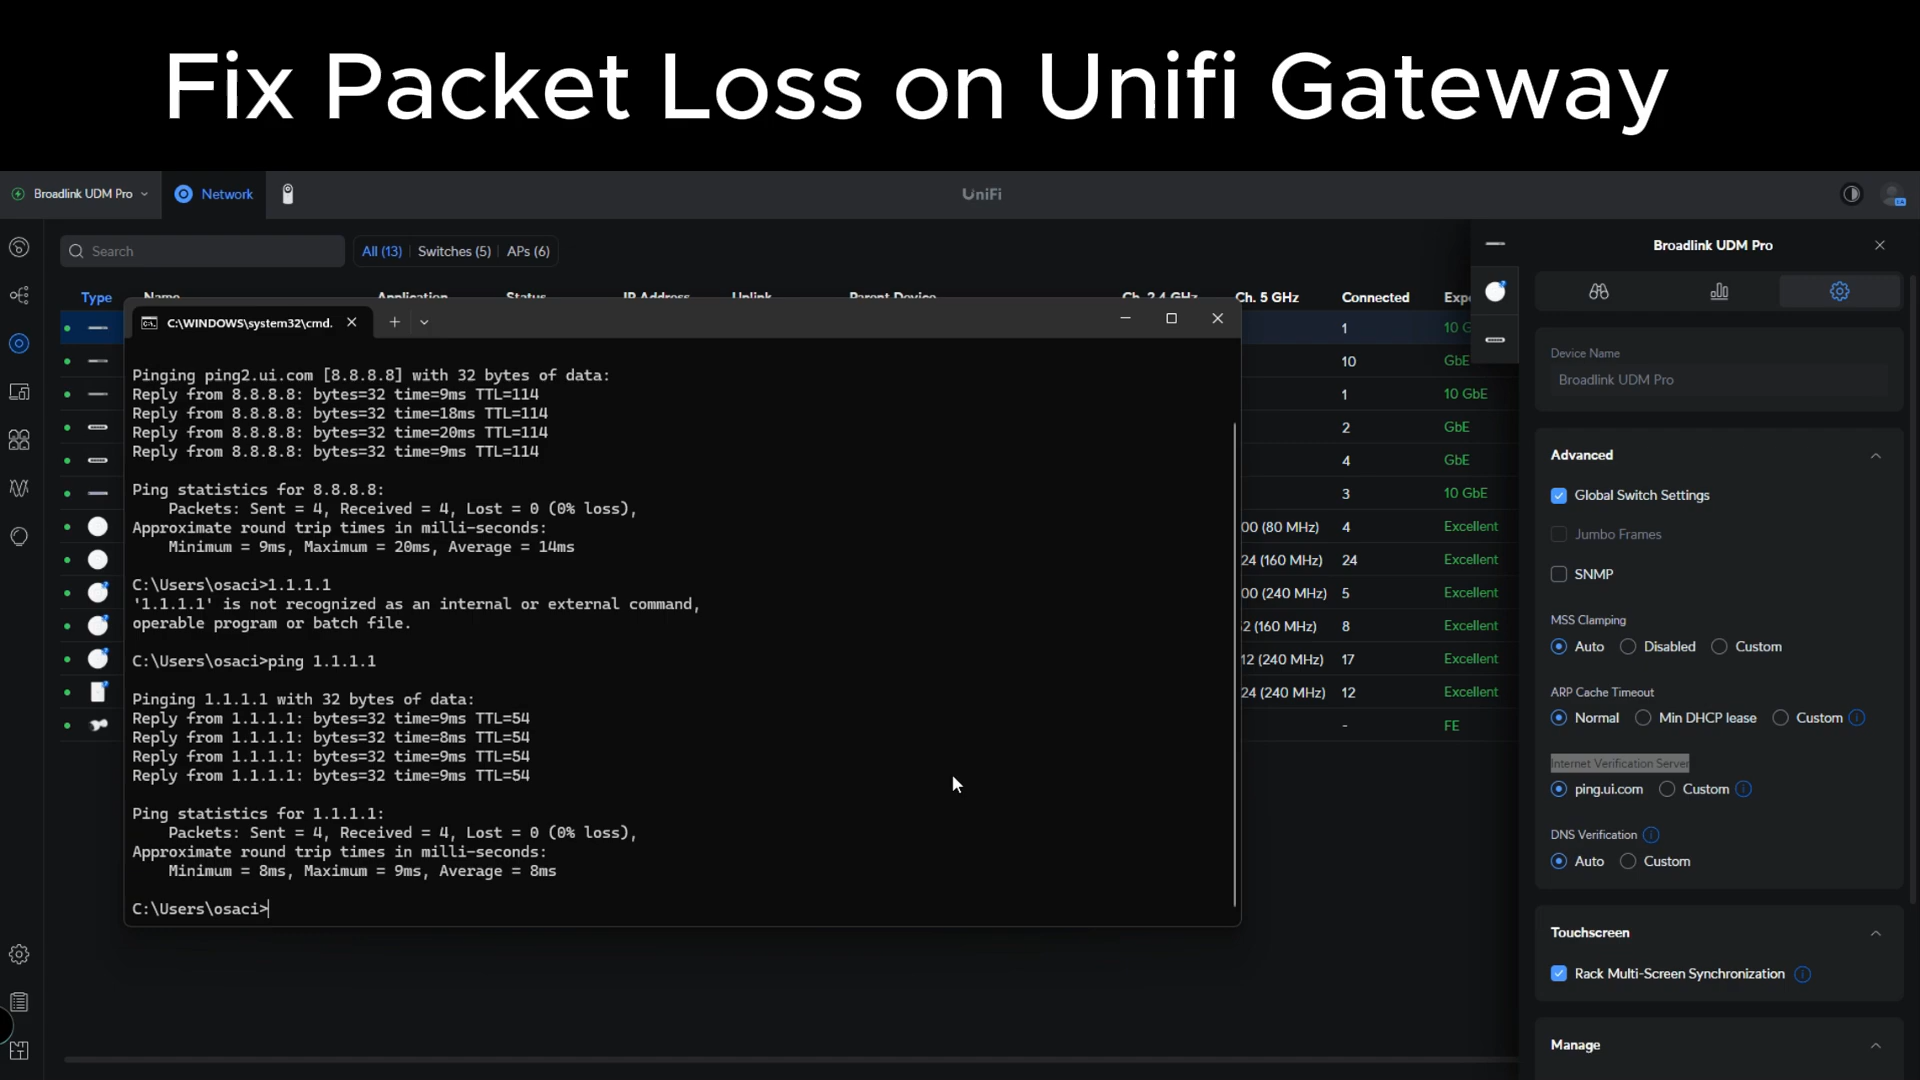 Fix Packet Loss on Unifi Gateway
Broadlink UDM Pro
Network
UniFi
Search
All (13) Switches (5) APs (6)
Type Name Application Status IP Address Uplink Parent Device Ch. 2.4 GHz Ch. 5 GHz Connected Exp
1 10 G
10 GbE
1 10 GbE
2 GbE
4 GbE
3 10 GbE
00 (80 MHz) 4 Excellent
24 (160 MHz) 24 Excellent
00 (240 MHz) 5 Excellent
2 (160 MHz) 8 Excellent
12 (240 MHz) 17 Excellent
24 (240 MHz) 12 Excellent
- FE
C:\WINDOWS\system32\cmd.
Pinging ping2.ui.com [8.8.8.8] with 32 bytes of data:
Reply from 8.8.8.8: bytes=32 time=9ms TTL=114
Reply from 8.8.8.8: bytes=32 time=18ms TTL=114
Reply from 8.8.8.8: bytes=32 time=20ms TTL=114
Reply from 8.8.8.8: bytes=32 time=9ms TTL=114
Ping statistics for 8.8.8.8:
Packets: Sent = 4, Received = 4, Lost = 0 (0% loss),
Approximate round trip times in milli-seconds:
Minimum = 9ms, Maximum = 20ms, Average = 14ms
C:\Users\osaci>1.1.1.1
'1.1.1.1' is not recognized as an internal or external command,
operable program or batch file.
C:\Users\osaci>ping 1.1.1.1
Pinging 1.1.1.1 with 32 bytes of data:
Reply from 1.1.1.1: bytes=32 time=9ms TTL=54
Reply from 1.1.1.1: bytes=32 time=8ms TTL=54
Reply from 1.1.1.1: bytes=32 time=9ms TTL=54
Reply from 1.1.1.1: bytes=32 time=9ms TTL=54
Ping statistics for 1.1.1.1:
Packets: Sent = 4, Received = 4, Lost = 0 (0% loss),
Approximate round trip times in milli-seconds:
Minimum = 8ms, Maximum = 9ms, Average = 8ms
C:\Users\osaci>
Broadlink UDM Pro
Device Name
Broadlink UDM Pro
Advanced
Global Switch Settings
Jumbo Frames
SNMP
MSS Clamping
Auto Disabled Custom
ARP Cache Timeout
Normal Min DHCP lease Custom
Internet Verification Server
ping.ui.com Custom
DNS Verification
Auto Custom
Touchscreen
Rack Multi-Screen Synchronization
Manage